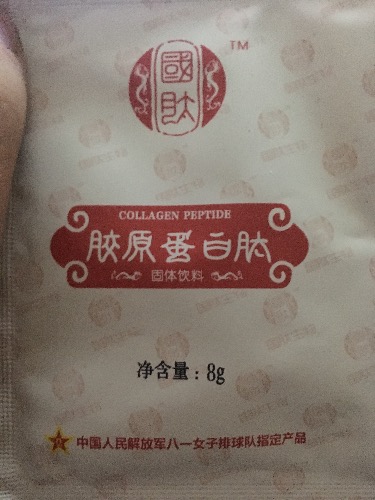 國肽
TM
COLLAGEN PEPTIDE
胶原蛋白肽
固体饮料
净含量：8g
中国人民解放军八一女子排球队指定产品